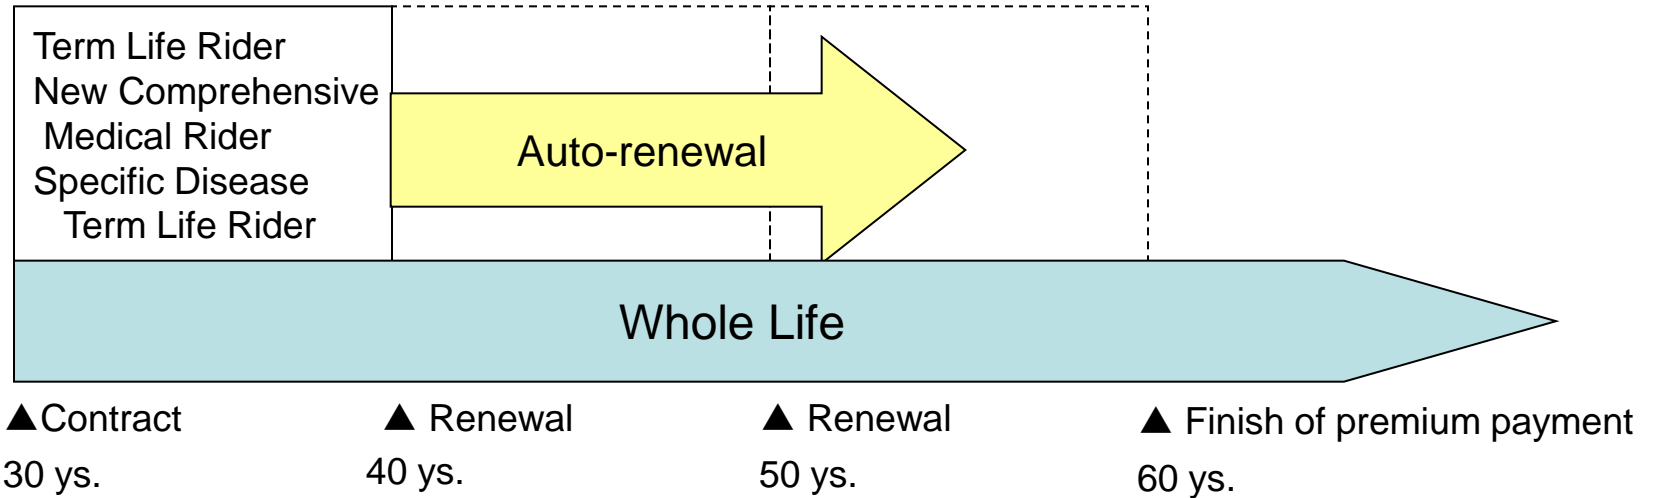 Term Life Rider
New Comprehensive
Medical Rider
Specific Disease
Term Life Rider
Auto-renewal
Whole Life
▲Contract
▲ Renewal
▲ Renewal
▲ Finish of premium payment
30 ys.
40 ys.
50 ys.
60 ys.